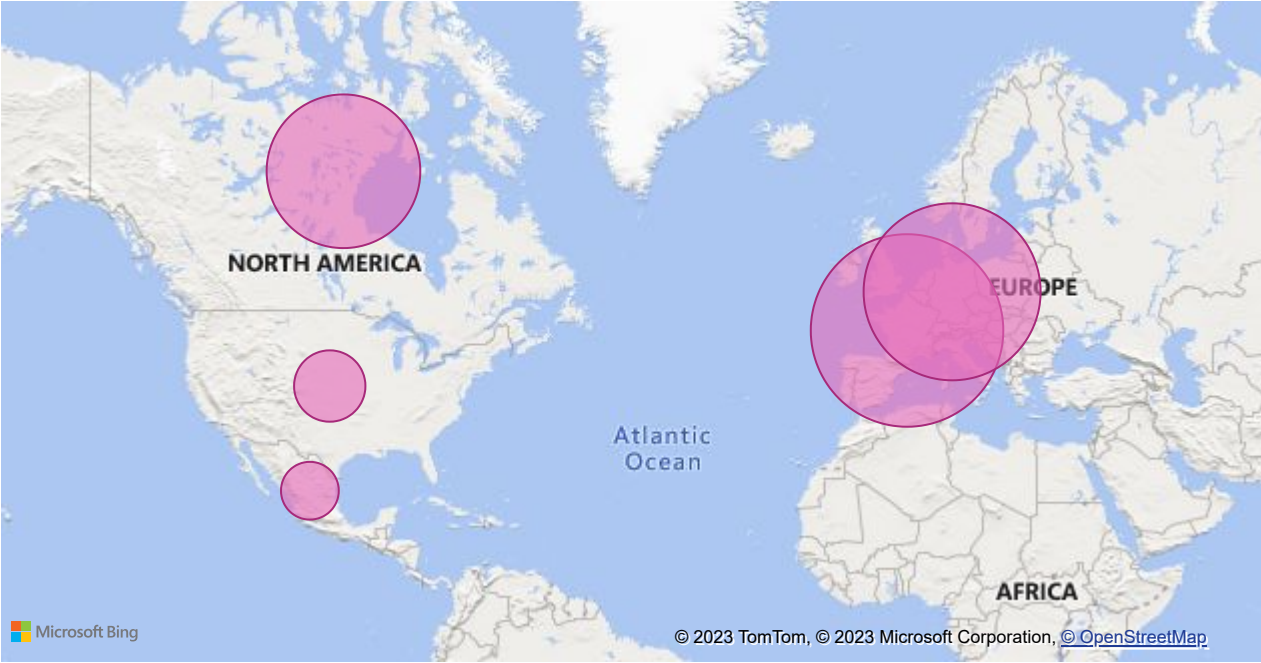 NORTH AMERICA
EUROPE
Atlantic
Ocean
AFRICA
Microsoft Bing
© 2023 TomTom, © 2023 Microsoft Corporation, © OpenStreetMap